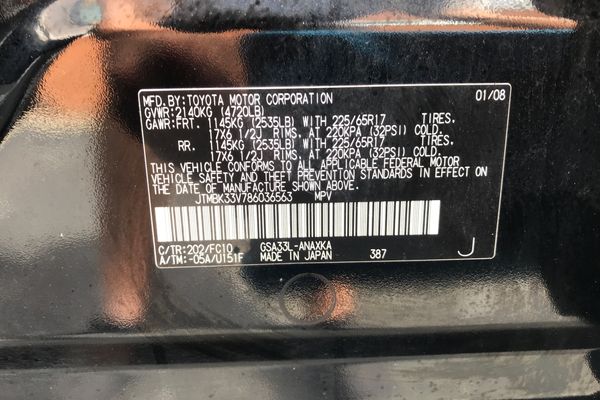 MFD. BY: TOYOTA MOTOR CORPORATION 01/08
GVWR: 2140KG (4720LB)
GAWR: FRT. 1145KG (2535LB) WITH 225/65R17 TIRES.
17X6 1/2J RIMS, AT 220KPA (32PSI) COLD.
RR. 1145KG (2535LB) WITH 225/65R17 TIRES.
17X6 1/2J RIMS, AT 220KPA (32PSI) COLD.
THIS VEHICLE CONFORMS TO ALL APPLICABLE FEDERAL MOTOR
VEHICLE SAFETY AND THEFT PREVENTION STANDARDS IN EFFECT ON
THE DATE OF MANUFACTURE SHOWN ABOVE.
JTMBK33V786036563 MPV
C/TR: 202/FC10 GSA33L-ANAXKA
A/TM: -05A/U151F MADE IN JAPAN 387 J